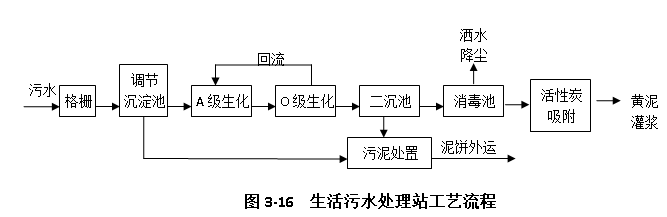 洒水
降尘
回流
污水
格栅
调节
沉淀池
A 级生化
O 级生化
二沉池
消毒池
活性炭
吸附
黄泥
灌浆
污泥处置
泥饼外运
图 3-16 生活污水处理站工艺流程